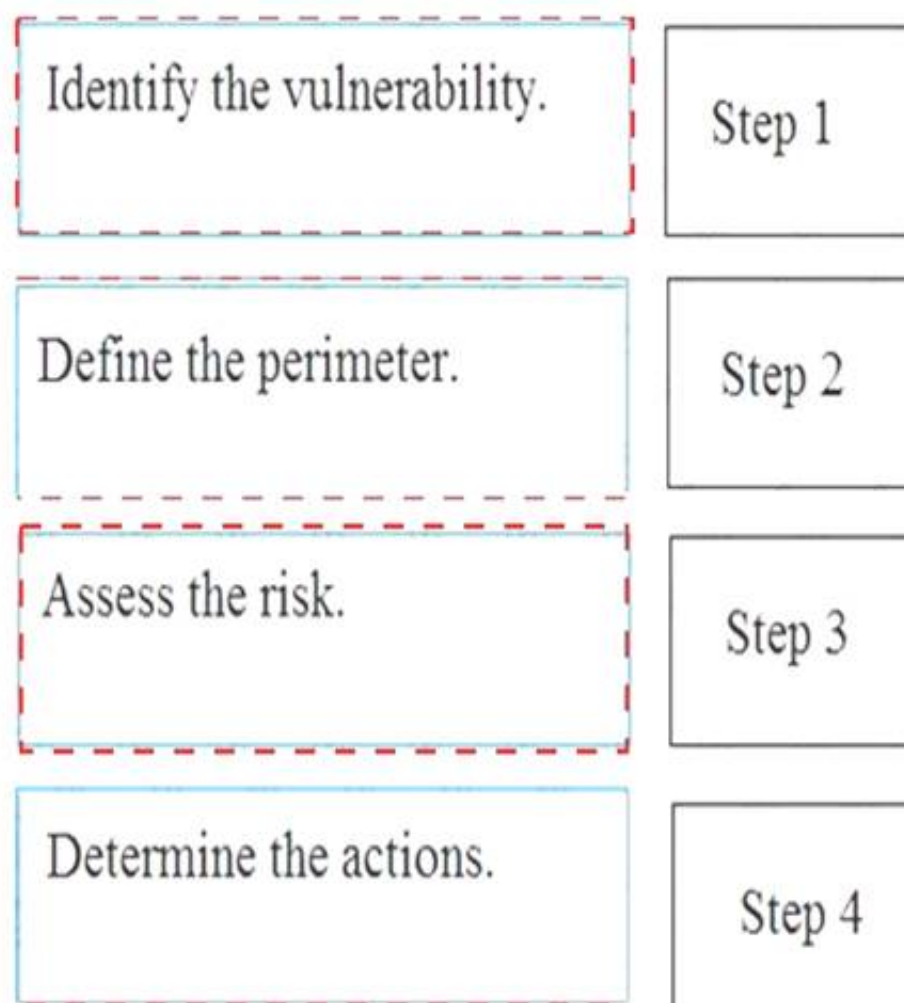 Identify the vulnerability.
Step 1
Define the perimeter.
Step 2
Assess the risk.
Step 3
Determine the actions.
Step 4